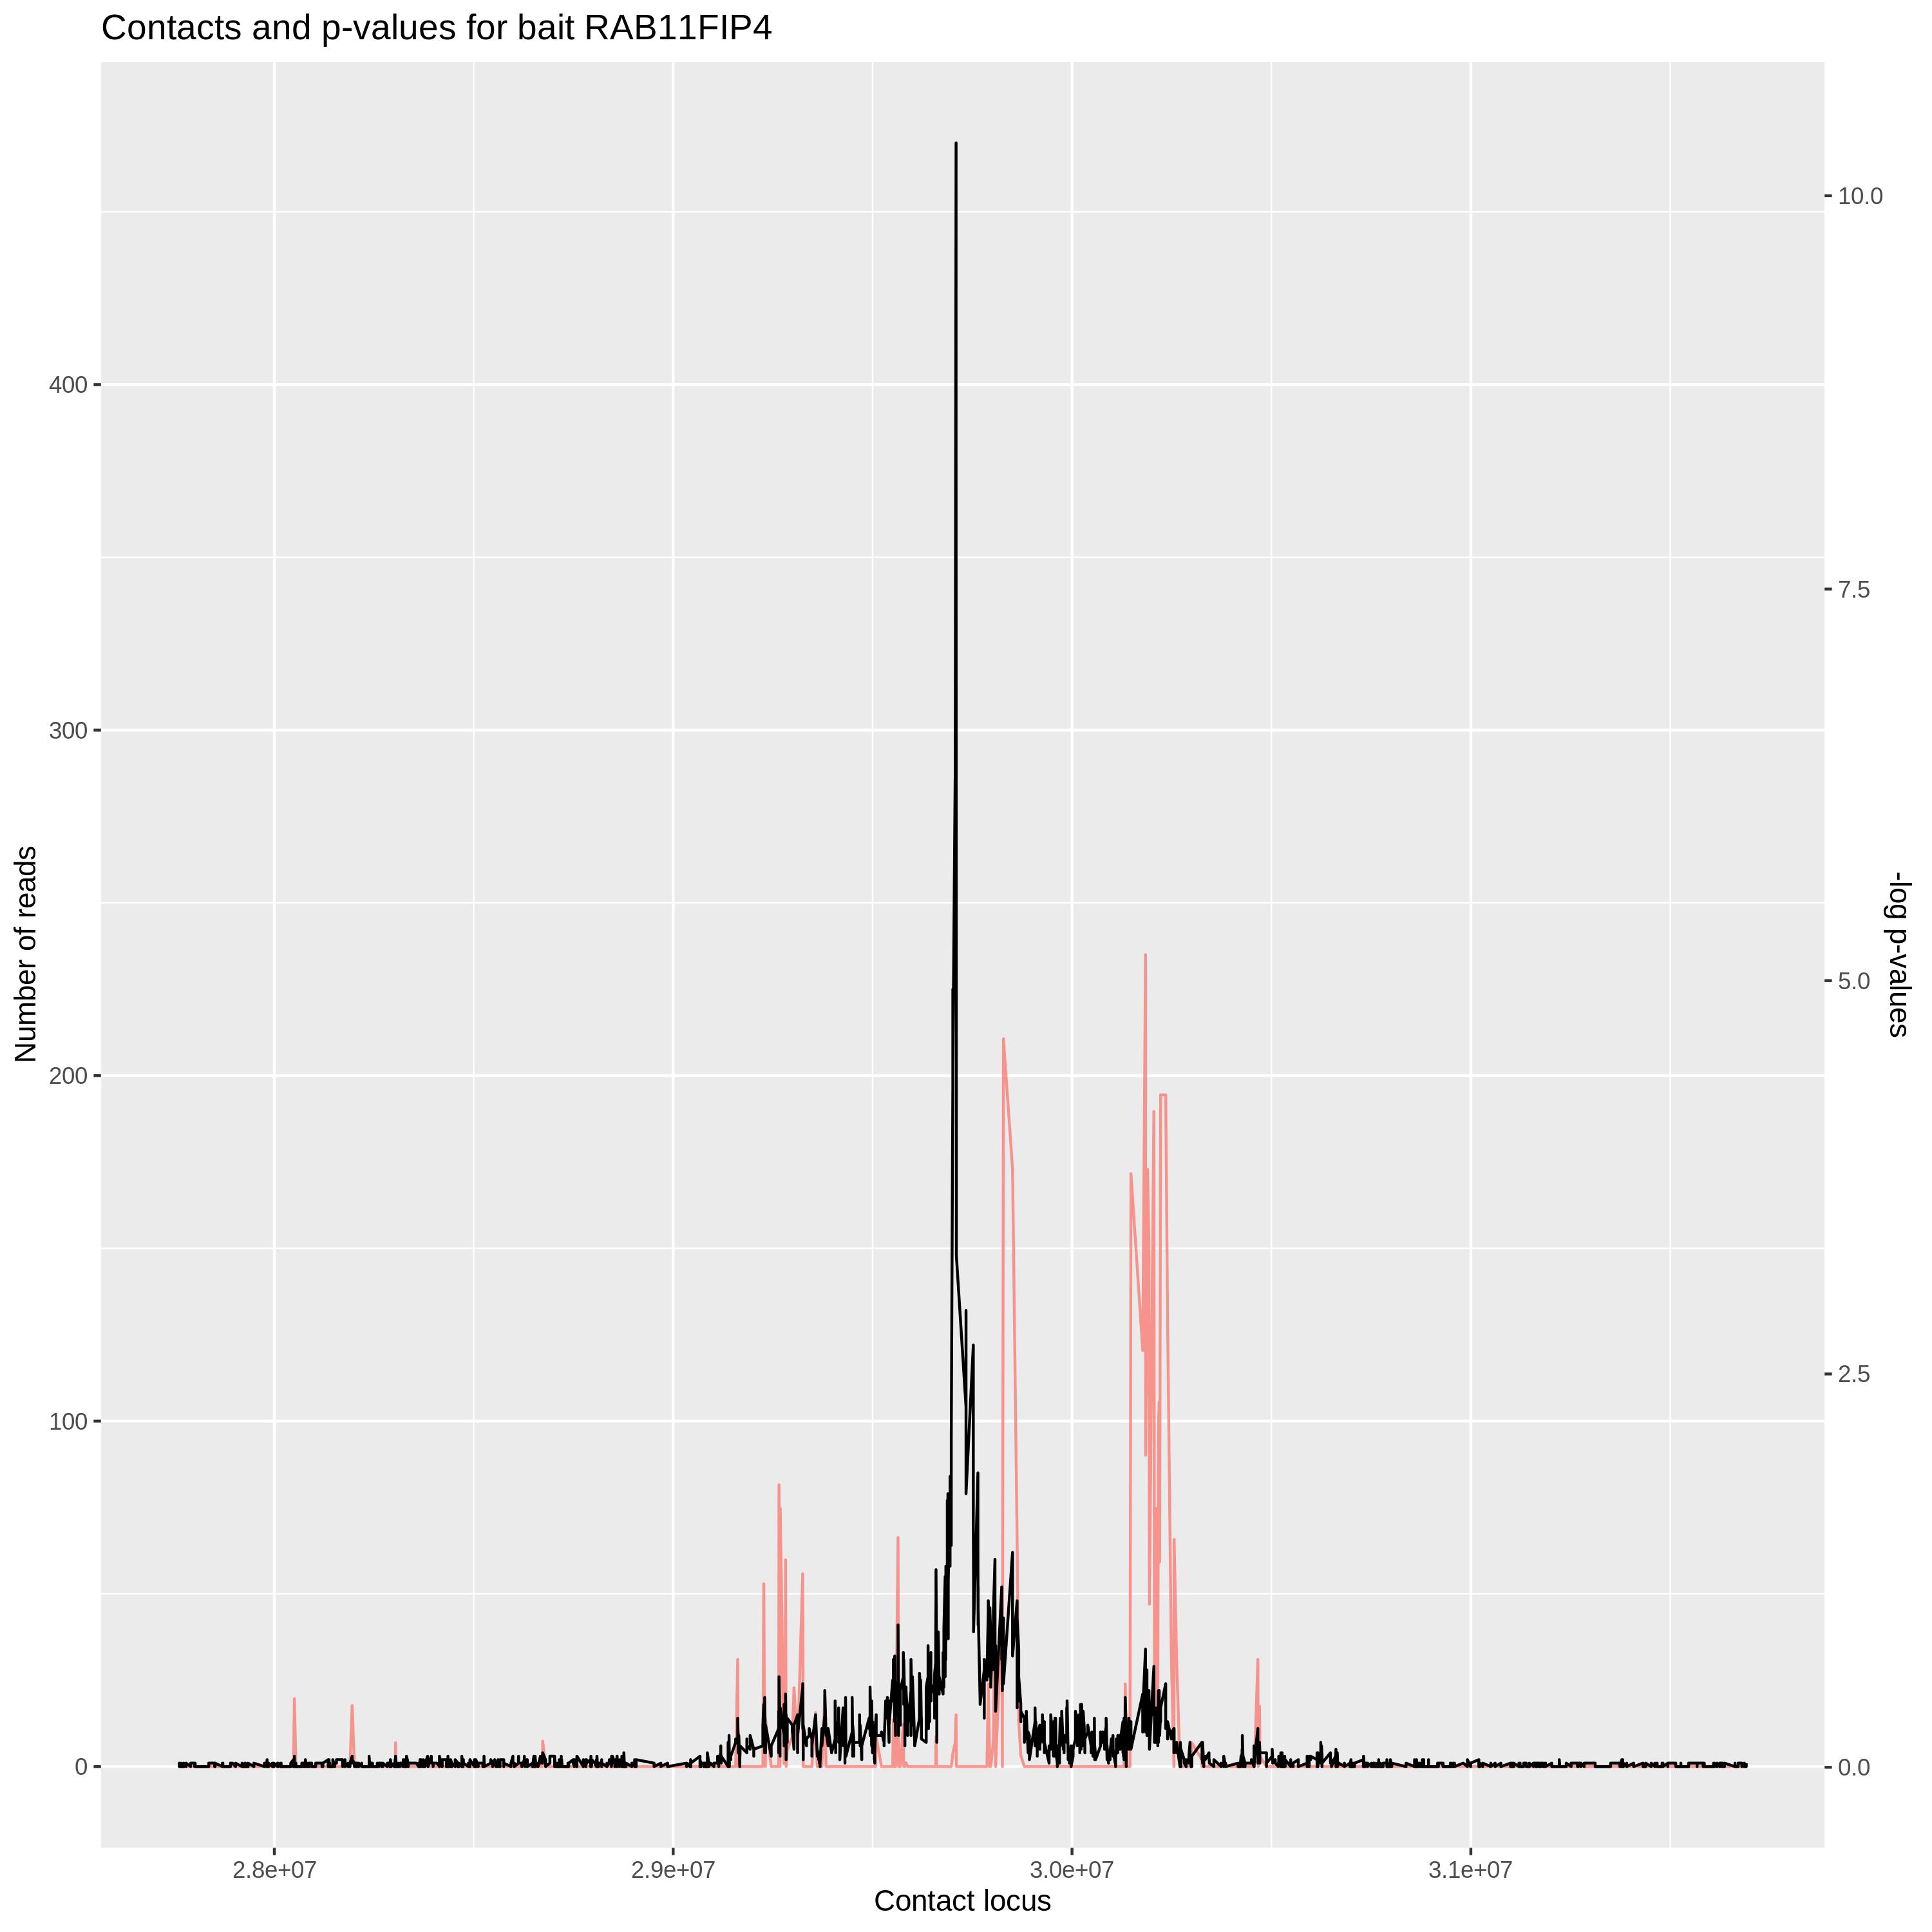 Contacts and p-values for bait RAB11FIP4
Number of reads
400
300
200
100
0
10.0
7.5
5.0
2.5
0.0
-log p-values
2.8e+07
2.9e+07
3.0e+07
3.1e+07
Contact locus